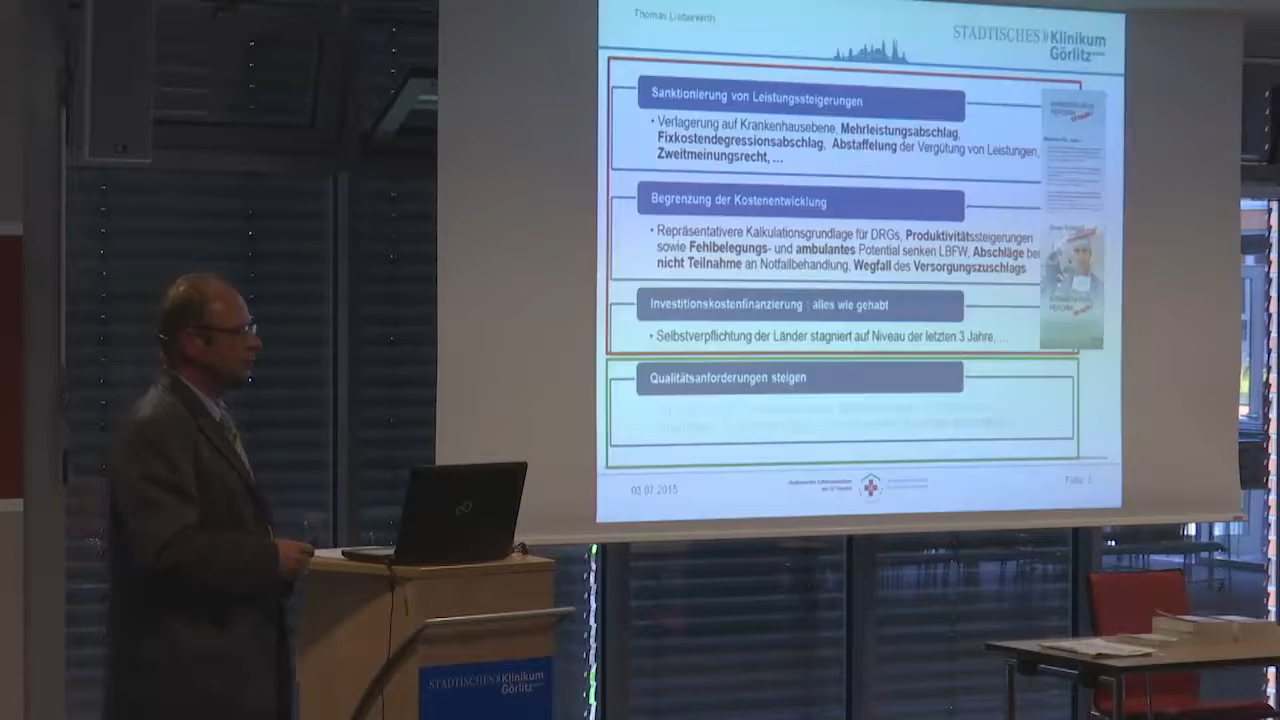 Thomas Lieberwirth
STÄDTISCHES Klinikum
Görlitz
Sanktionierung von Leistungssteigerungen
• Verlagerung auf Krankenhausebene, Mehrleistungsabschlag,
Fixkostendegressionsabschlag, Abstaffelung der Vergütung von Leistungen,
Zweitmeinungsrecht, ...
Begrenzung der Kostenentwicklung
• Repräsentativere Kalkulationsgrundlage für DRGs, Produktivitätssteigerungen
sowie Fehlbelegungs- und ambulantes Potential senken LBFW, Abschläge bei
nicht Teilnahme an Notfallbehandlung, Wegfall des Versorgungszuschlags
Investitionskostenfinanzierung : alles wie gehabt
• Selbstverpflichtung der Länder stagniert auf Niveau der letzten 3 Jahre, ...
Qualitätsanforderungen steigen
03.07.2015
Folie
STÄDTISCHES Klinikum
Görlitz